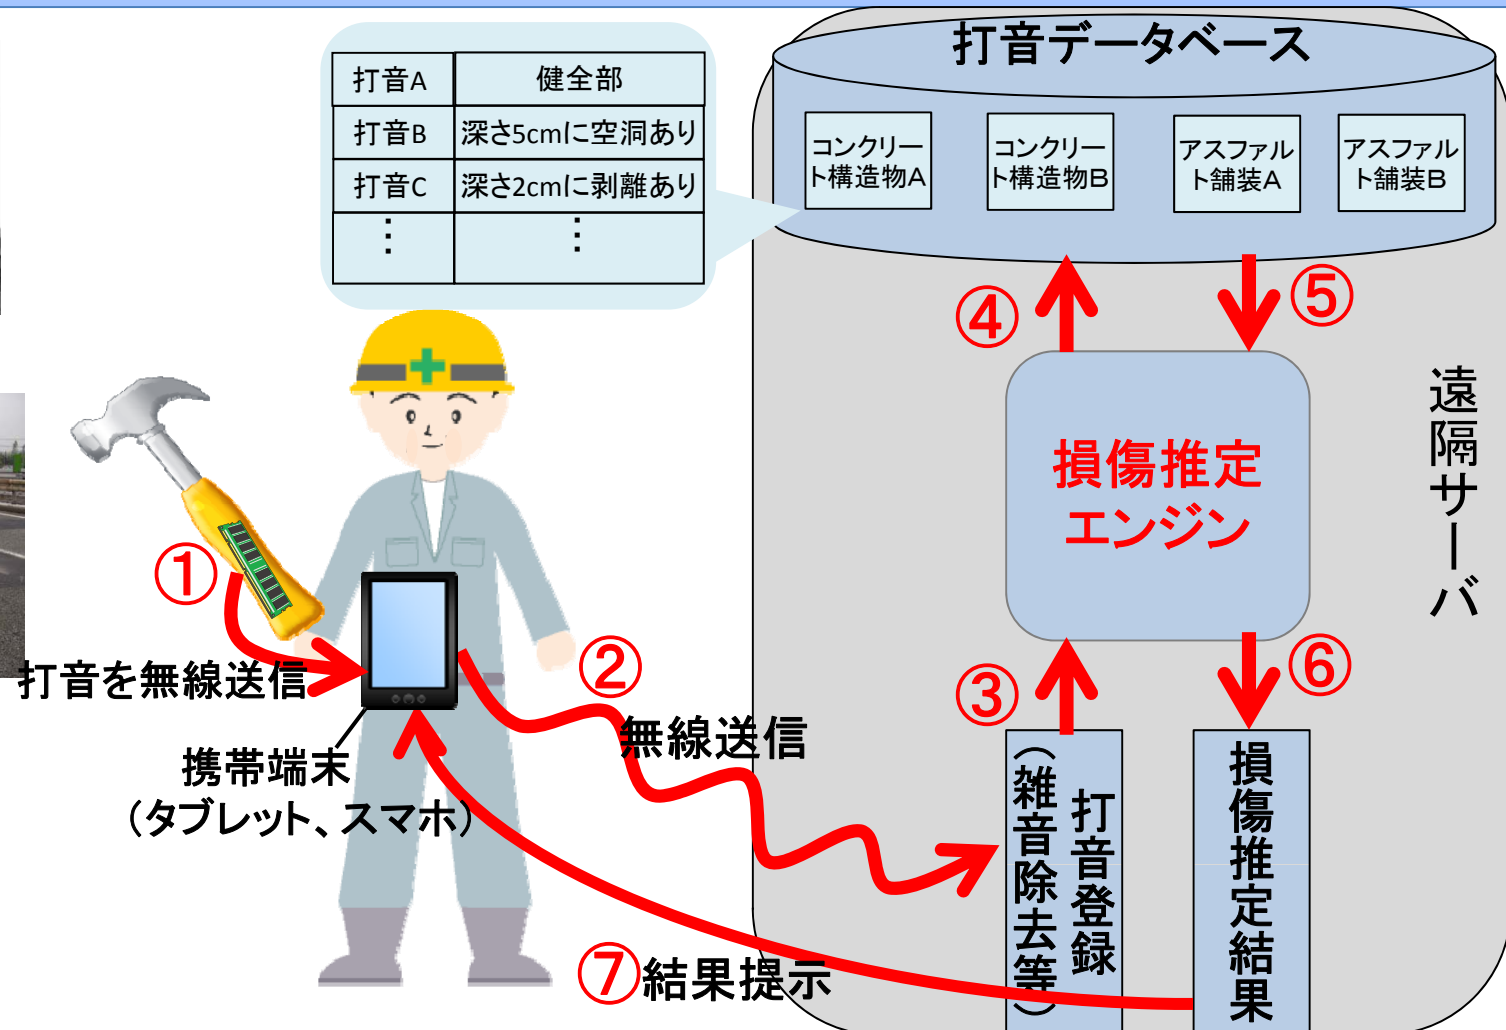 打音データベース
打音A 健全部
打音B 深さ5cmに空洞あり
打音C 深さ2cmに剥離あり
⋮ ⋮
コンクリー
ト構造物A
コンクリー
ト構造物B
アスファル
ト舗装A
アスファル
ト舗装B
④
⑤
遠隔サーバ
損傷推定
エンジン
①
打音を無線送信
②
無線送信
③
⑥
携帯端末
（タブレット、スマホ）
打音登録
（雑音除去等）
損傷推定結果
⑦結果提示